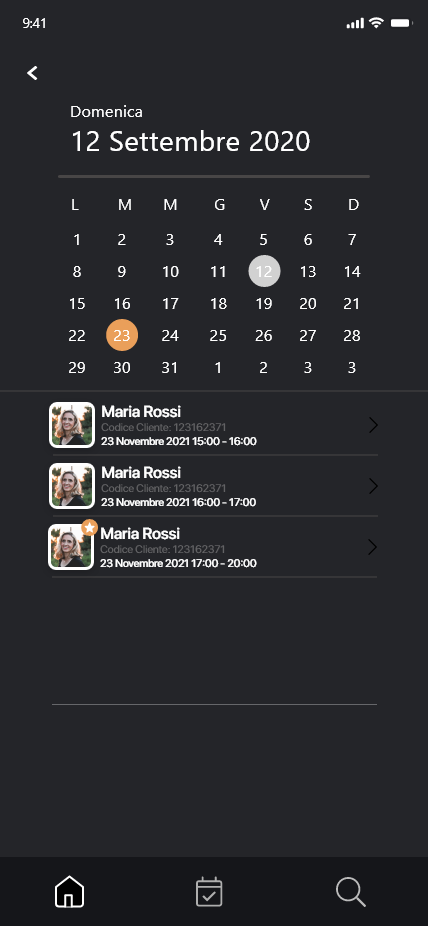 9:41
Domenica
12 Settembre 2020
L M M G V S D
1 2 3 4 5 6 7
8 9 10 11 12 13 14
15 16 17 18 19 20 21
22 23 24 25 26 27 28
29 30 31 1 2 3 3
Maria Rossi
Codice Cliente: 123162371
23 Novembre 2021 15:00 - 16:00
Maria Rossi
Codice Cliente: 123162371
23 Novembre 2021 16:00 - 17:00
Maria Rossi
Codice Cliente: 123162371
23 Novembre 2021 17:00 - 20:00